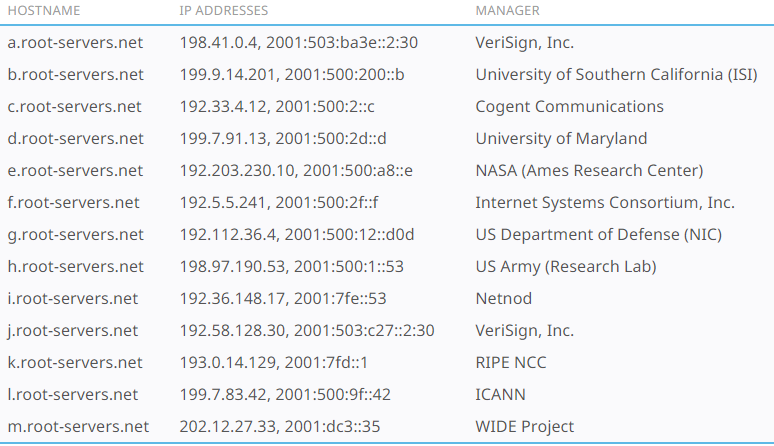 HOSTNAME IP ADDRESSES MANAGER
a.root-servers.net 198.41.0.4, 2001:503:ba3e::2:30 VeriSign, Inc.
b.root-servers.net 199.9.14.201, 2001:500:200::b University of Southern California (ISI)
c.root-servers.net 192.33.4.12, 2001:500:2::c Cogent Communications
d.root-servers.net 199.7.91.13, 2001:500:2d::d University of Maryland
e.root-servers.net 192.203.230.10, 2001:500:a8::e NASA (Ames Research Center)
f.root-servers.net 192.5.5.241, 2001:500:2f::f Internet Systems Consortium, Inc.
g.root-servers.net 192.112.36.4, 2001:500:12::d0d US Department of Defense (NIC)
h.root-servers.net 198.97.190.53, 2001:500:1::53 US Army (Research Lab)
i.root-servers.net 192.36.148.17, 2001:7fe::53 Netnod
j.root-servers.net 192.58.128.30, 2001:503:c27::2:30 VeriSign, Inc.
k.root-servers.net 193.0.14.129, 2001:7fd::1 RIPE NCC
l.root-servers.net 199.7.83.42, 2001:500:9f::42 ICANN
m.root-servers.net 202.12.27.33, 2001:dc3::35 WIDE Project